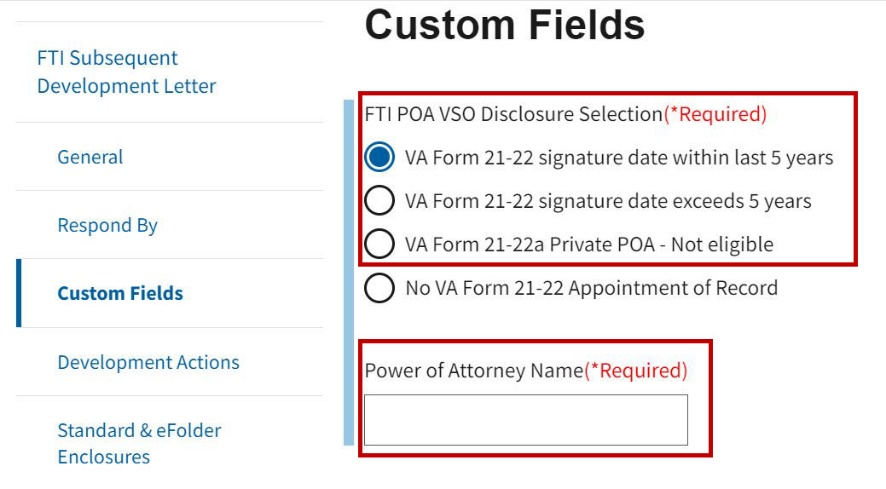 FTI Subsequent
Development Letter
General
Respond By
Custom Fields
Development Actions
Standard & eFolder
Enclosures
Custom Fields
FTI POA VSO Disclosure Selection(*Required)
VA Form 21-22 signature date within last 5 years
VA Form 21-22 signature date exceeds 5 years
VA Form 21-22a Private POA - Not eligible
No VA Form 21-22 Appointment of Record
Power of Attorney Name(*Required)